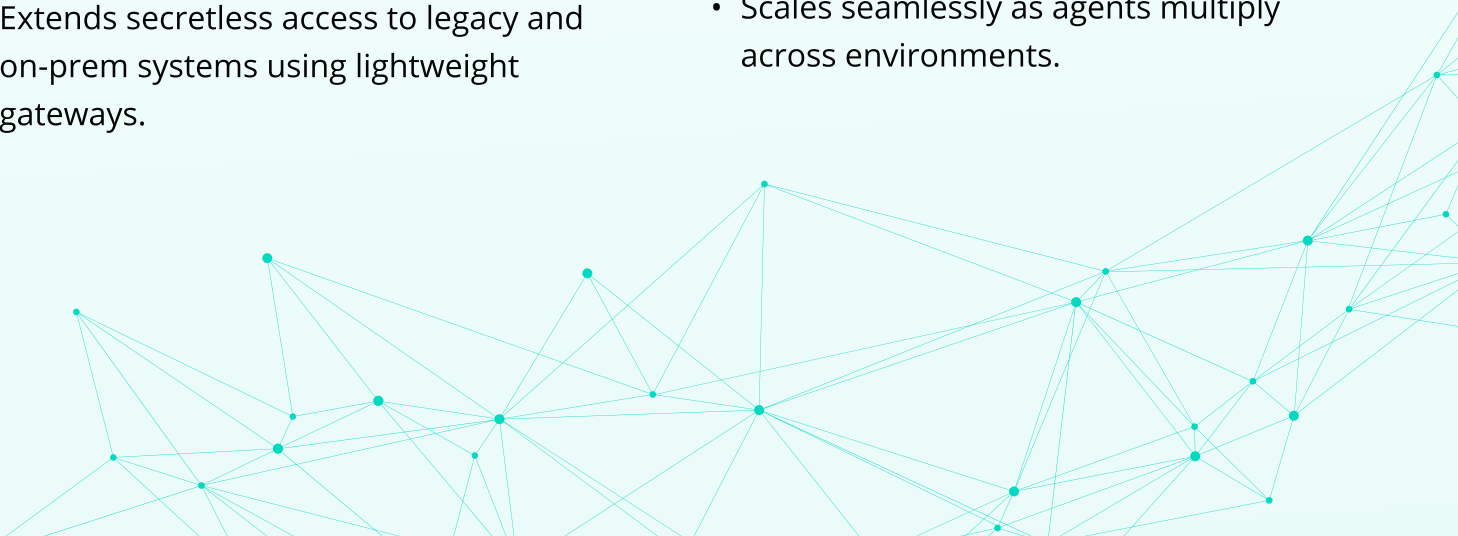 Extends secretless access to legacy and
on-prem systems using lightweight
gateways.
• Scales seamlessly as agents multiply
across environments.